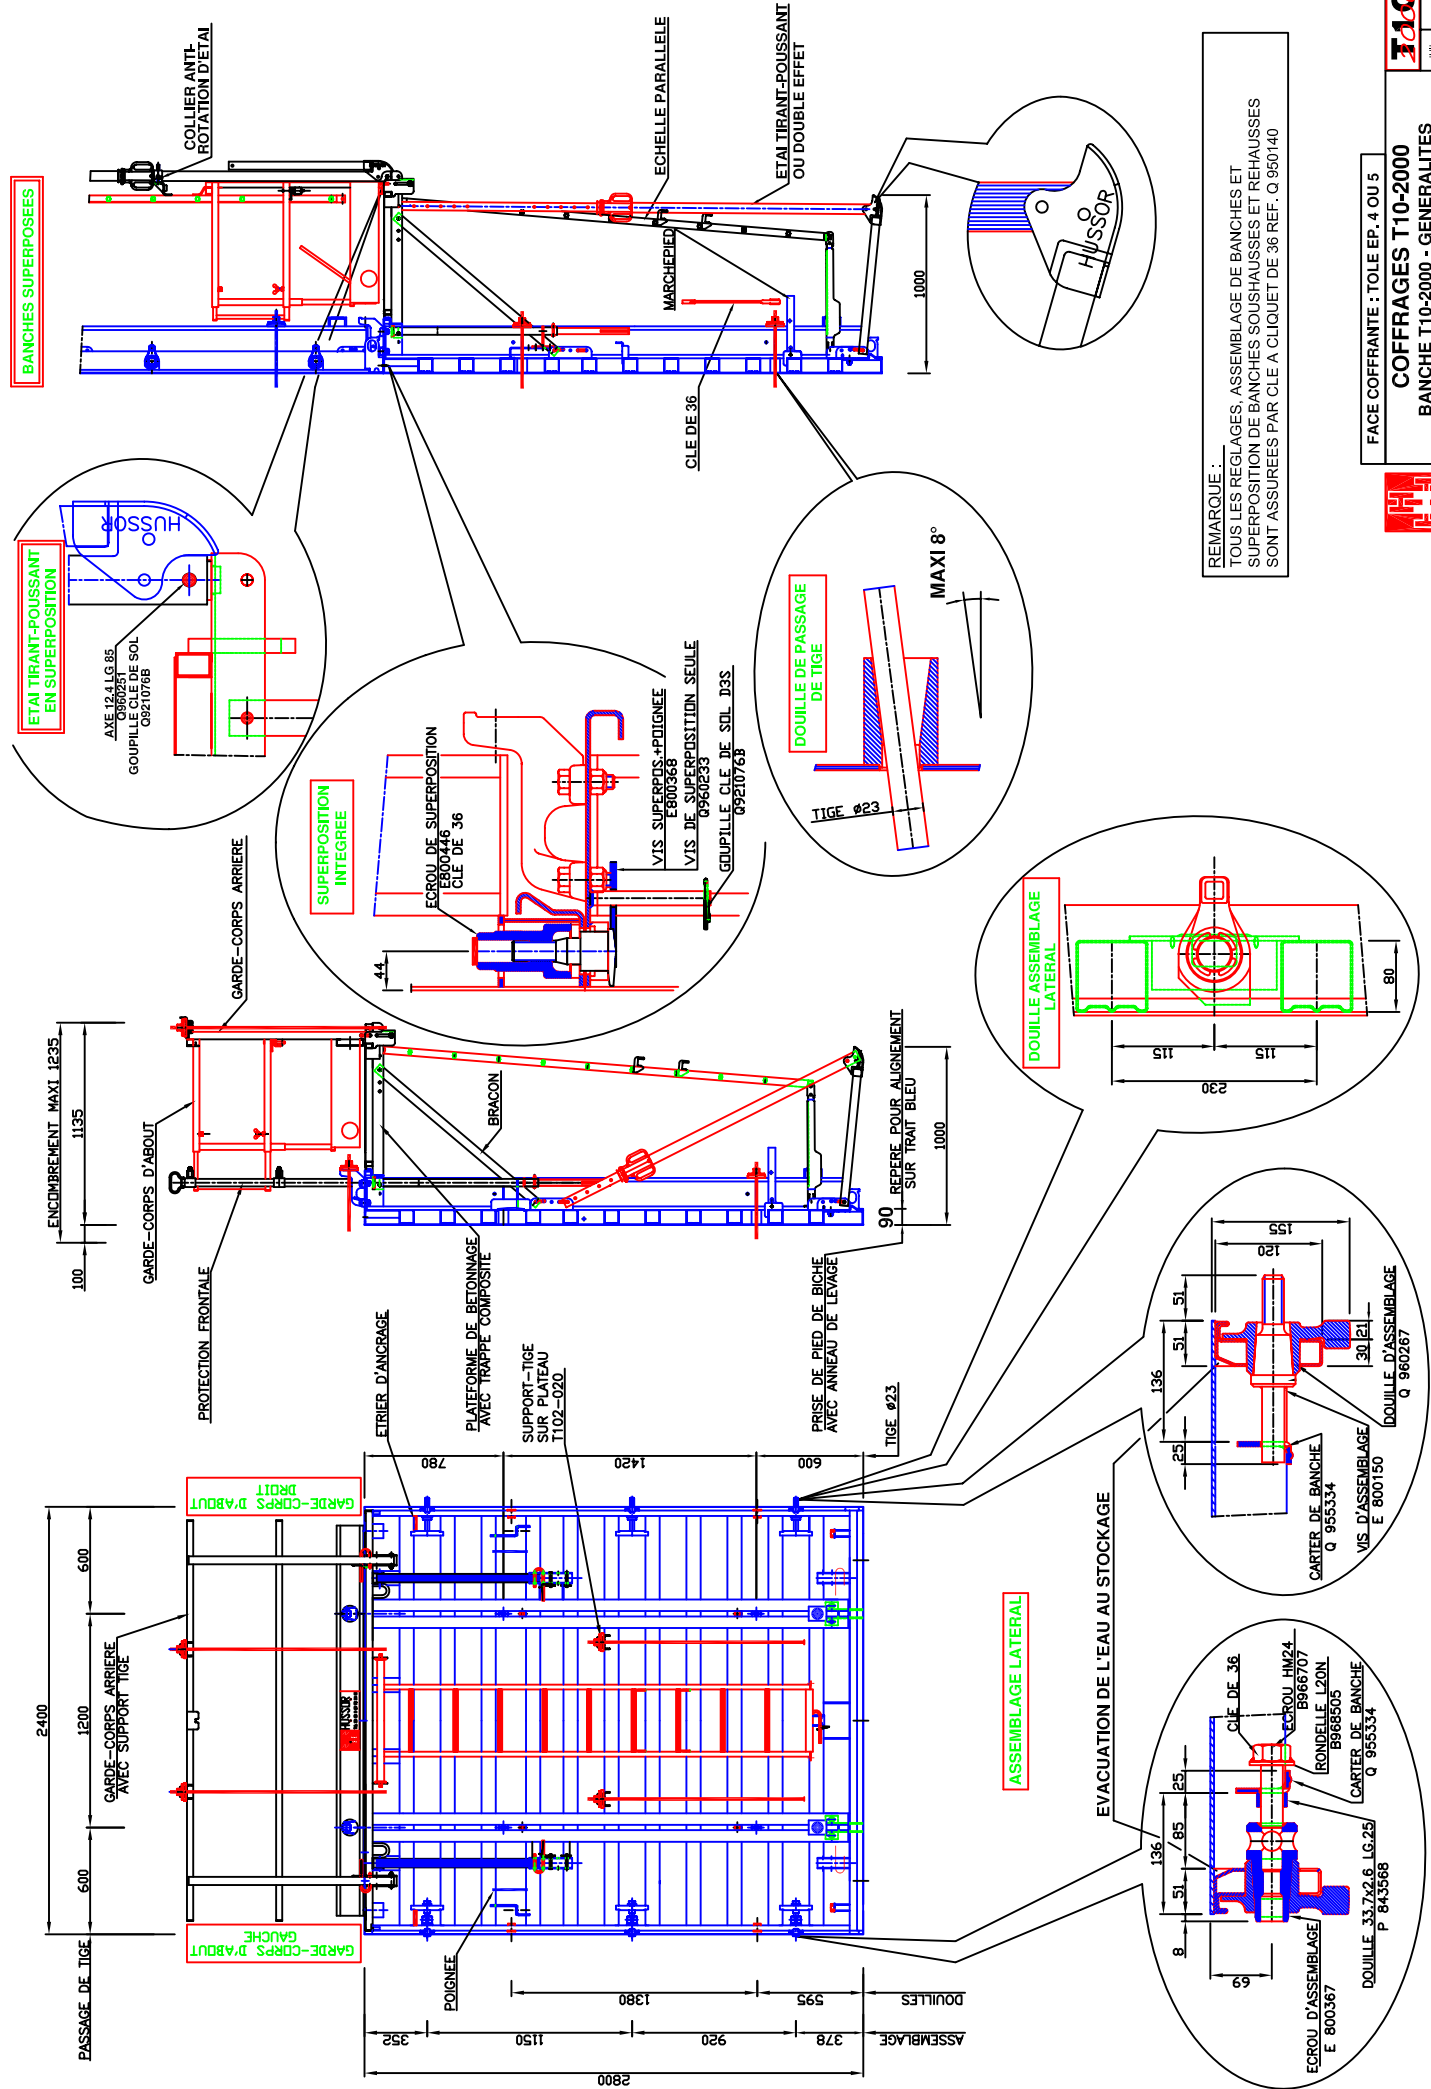 BANCHES SUPERPOSEES
COLLIER ANTI-
ROTATION D'ETAI
ECHELLE PARALLELE
ETAI TIRANT-POUSSANT
OU DOUBLE EFFET
MARCHEPIED
CLE DE 36
1000
HUSSOR
ETAI TIRANT-POUSSANT
EN SUPERPOSITION
AXE 12.4 LG 85
Q960251
GOUPILLE CLE DE SOL
Q921076B
HUSSOR
SUPERPOSITION
INTEGREE
ECROU DE SUPERPOSITION
E800446
CLE DE 36
44
VIS SUPERPOS.+POIGNEE
E800368
VIS DE SUPERPOSITION SEULE
Q960233
GOUPILLE CLE DE SOL D3S
Q921076B
DOUILLE DE PASSAGE
DE TIGE
TIGE ø23
MAXI 8°
REMARQUE :
TOUS LES REGLAGES, ASSEMBLAGE DE BANCHES ET
SUPERPOSITION DE BANCHES SOUSHAUSSES ET REHAUSSES
SONT ASSUREES PAR CLE A CLIQUET DE 36 REF. Q 950140
FACE COFFRANTE : TOLE EP. 4 OU 5
COFFRAGES T10-2000
BANCHE T10-2000 - GENERALITES
ENCOMBREMENT MAXI 1235
1135
100
GARDE-CORPS ARRIERE
GARDE-CORPS D'ABOUT
PROTECTION FRONTALE
BRACON
PLATEFORME DE BETONNAGE
AVEC TRAPPE COMPOSITE
REPERE POUR ALIGNEMENT
SUR TRAIT BLEU
90
1000
PRISE DE PIED DE BICHE
AVEC ANNEAU DE LEVAGE
2400
600
1200
600
PASSAGE DE TIGE
GARDE-CORPS ARRIERE
AVEC SUPPORT TIGE
GARDE-CORPS D'ABOUT
DROIT
GARDE-CORPS D'ABOUT
GAUCHE
HUSSOR
ETRIER D'ANCRAGE
SUPPORT-TIGE
SUR PLATEAU
T102-020
TIGE ø23
780
1420
600
POIGNEE
DOUILLES
1380
595
ASSEMBLAGE
352
1150
920
378
2800
DOUILLE ASSEMBLAGE
LATERAL
115
115
230
80
ASSEMBLAGE LATERAL
EVACUATION DE L'EAU AU STOCKAGE
155
120
51
51
136
25
30
21
DOUILLE D'ASSEMBLAGE
Q 960267
CARTER DE BANCHE
Q 955334
VIS D'ASSEMBLAGE
E 800150
CLE DE 36
ECROU HM24
B966707
RONDELLE L20N
B968505
CARTER DE BANCHE
Q 955334
25
85
136
51
8
69
DOUILLE 33,7x2.6 LG.25
P 843568
ECROU D'ASSEMBLAGE
E 800367